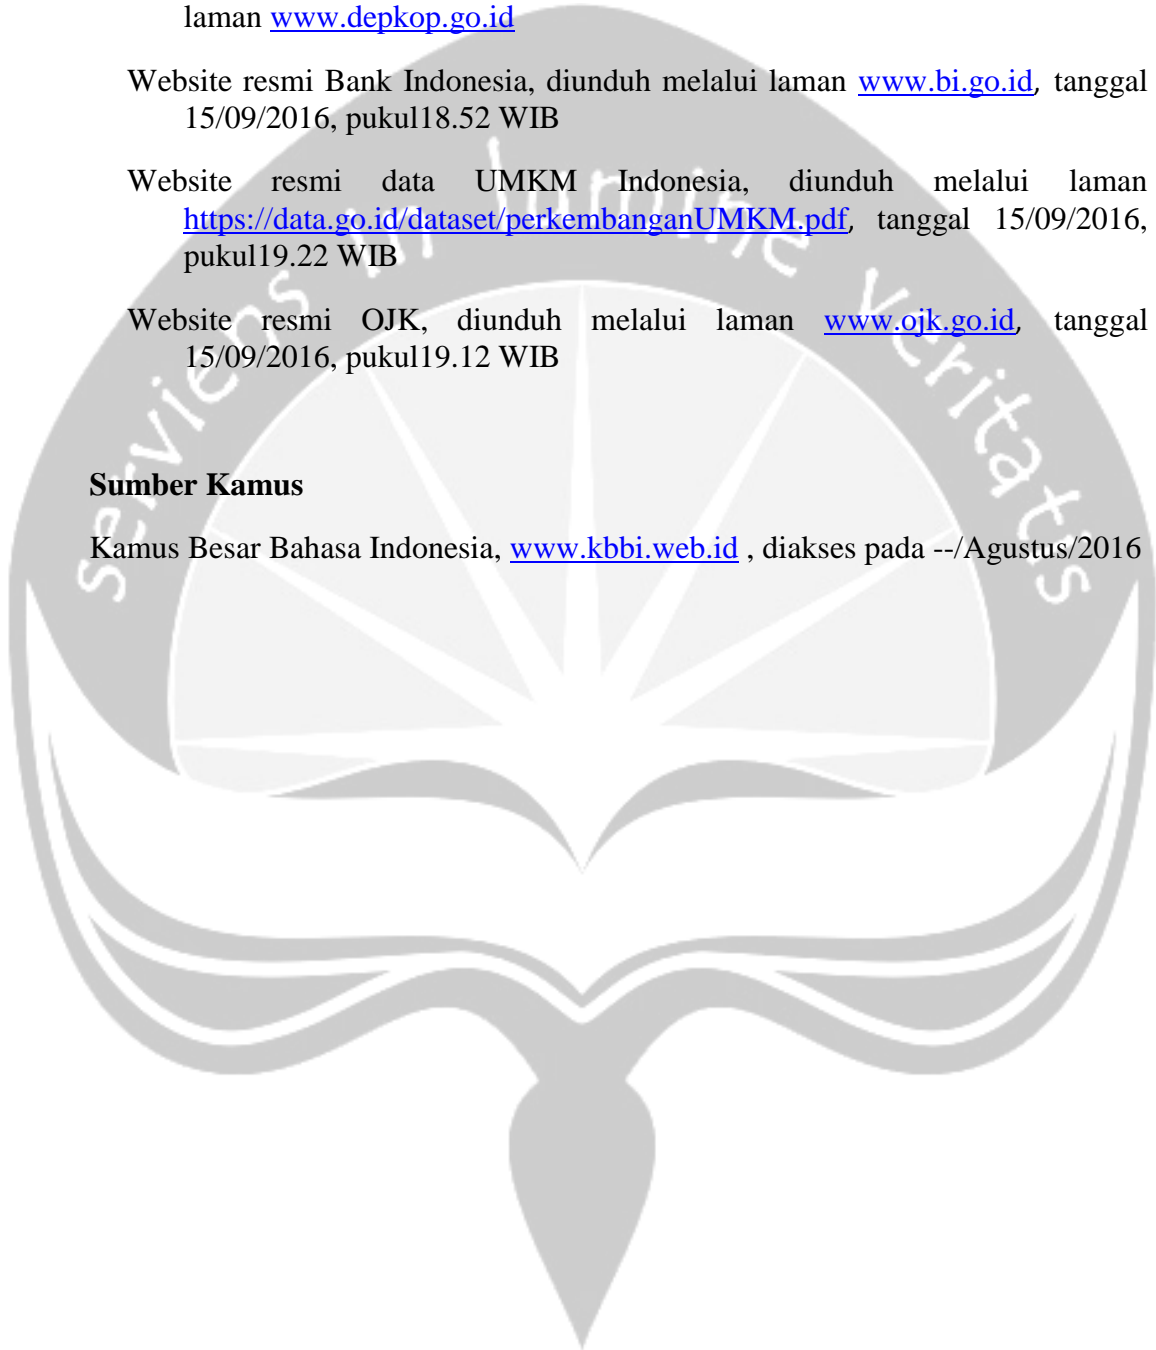 laman www.depkop.go.id
Website resmi Bank Indonesia, diunduh melalui laman www.bi.go.id, tanggal
15/09/2016, pukul18.52 WIB
Website resmi data UMKM Indonesia, diunduh melalui laman
https://data.go.id/dataset/perkembanganUMKM.pdf, tanggal 15/09/2016,
pukul19.22 WIB
Website resmi OJK, diunduh melalui laman www.ojk.go.id, tanggal
15/09/2016, pukul19.12 WIB
Sumber Kamus
Kamus Besar Bahasa Indonesia, www.kbbi.web.id , diakses pada --/Agustus/2016
serviens in lumine veritatis